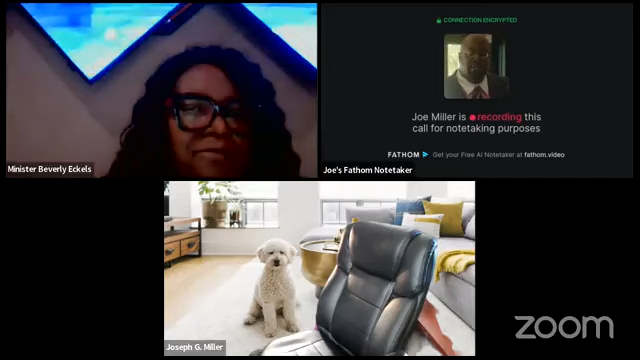 CONNECTION ENCRYPTED
Joe Miller is recording this
call for notetaking purposes
FATHOM Get your Free AI Notetaker at fathom.video
Minister Beverly Eckels
Joe's Fathom Notetaker
Joseph G. Miller
zoom